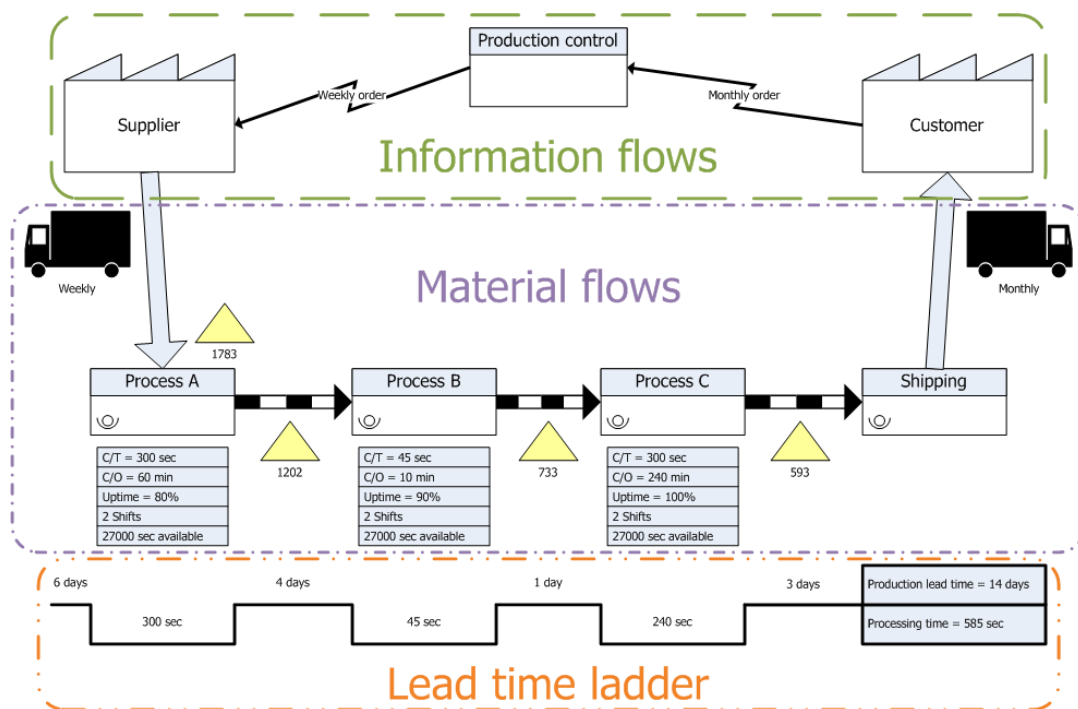 Production control
Supplier
Weekly order
Monthly order
Customer
Information flows
Weekly
Material flows
Monthly
1783
Process A
Process B
Process C
Shipping
1202
733
593
C/T = 300 sec
C/O = 60 min
Uptime = 80%
2 Shifts
27000 sec available
C/T = 45 sec
C/O = 10 min
Uptime = 90%
2 Shifts
27000 sec available
C/T = 300 sec
C/O = 240 min
Uptime = 100%
2 Shifts
27000 sec available
6 days
4 days
1 day
3 days
Production lead time = 14 days
300 sec
45 sec
240 sec
Processing time = 585 sec
Lead time ladder